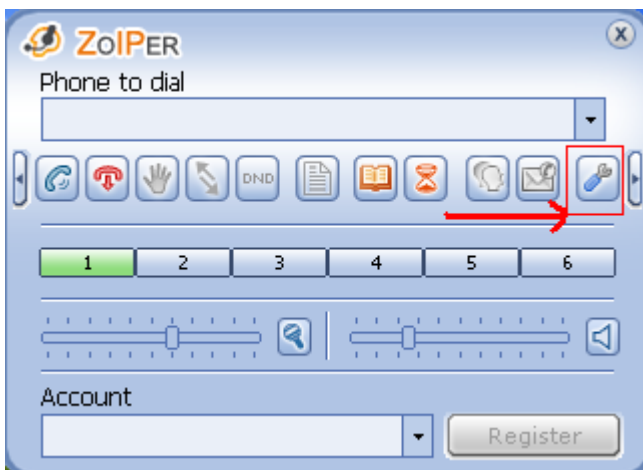 ZoIPER
Phone to dial
DND
1 2 3 4 5 6
Account
Register